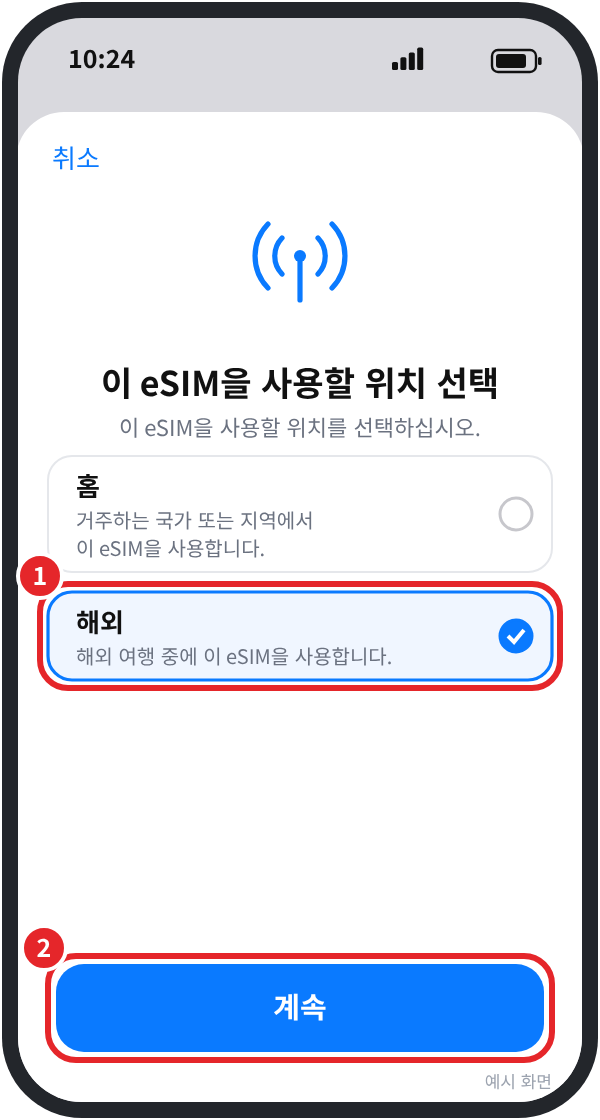 10:24
취소
이 eSIM을 사용할 위치 선택
이 eSIM을 사용할 위치를 선택하십시오.
홈
거주하는 국가 또는 지역에서
이 eSIM을 사용합니다.
1
해외
해외 여행 중에 이 eSIM을 사용합니다.
2
계속
예시 화면